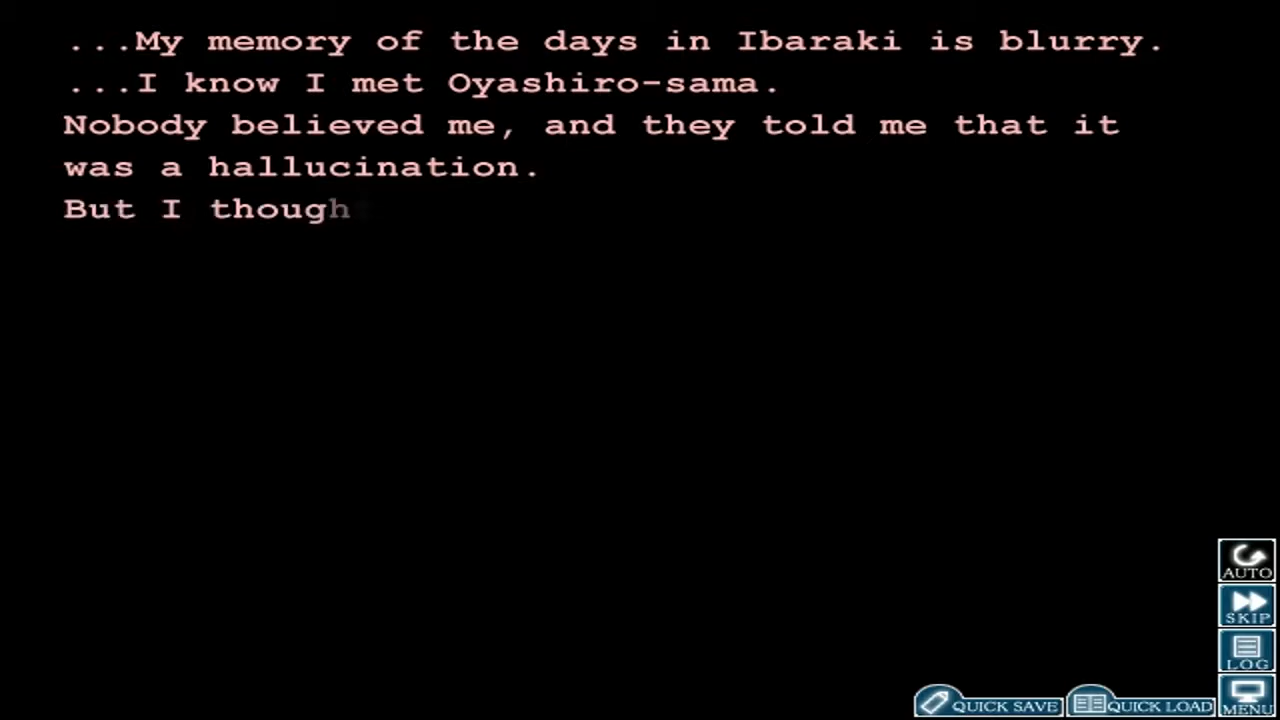 ...My memory of the days in Ibaraki is blurry.
...I know I met Oyashiro-sama.
Nobody believed me, and they told me that it
was a hallucination.
But I though
AUTO
SKIP
LOG
QUICK SAVE
QUICK LOAD
MENU